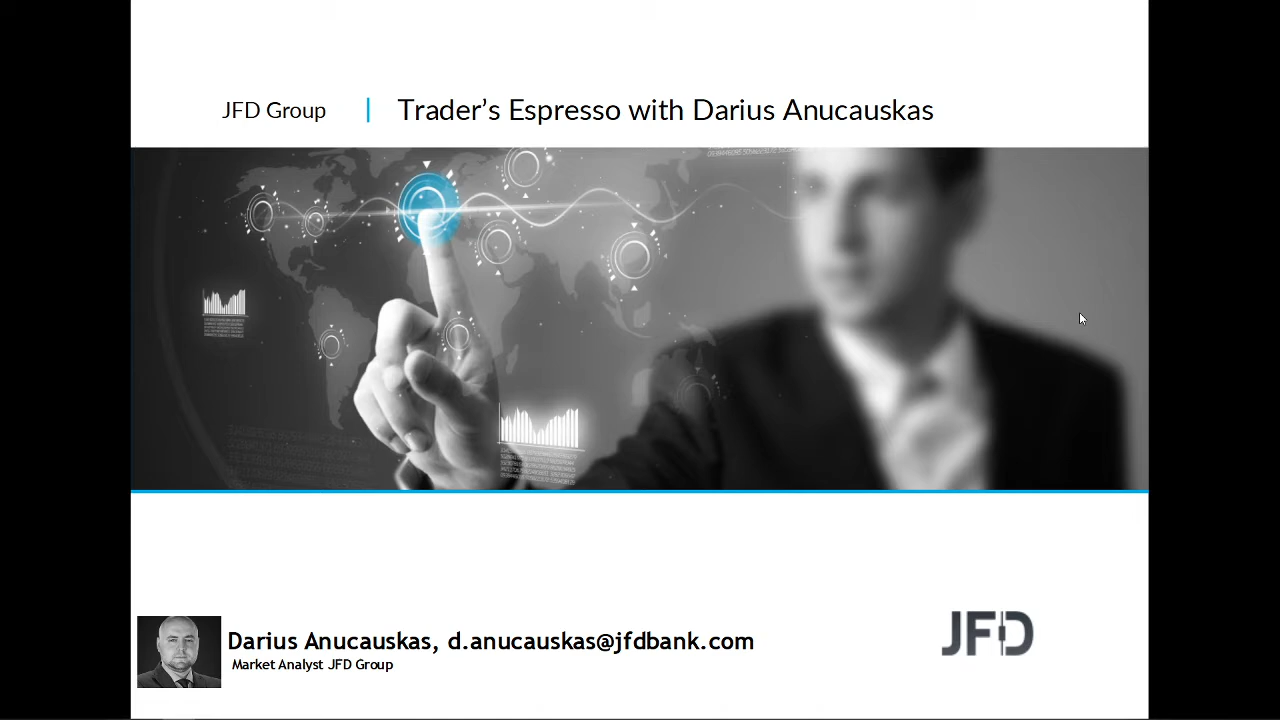 JFD Group
Trader's Espresso with Darius Anucauskas
Darius Anucauskas, d.anucauskas@jfdbank.com
Market Analyst JFD Group
JFD